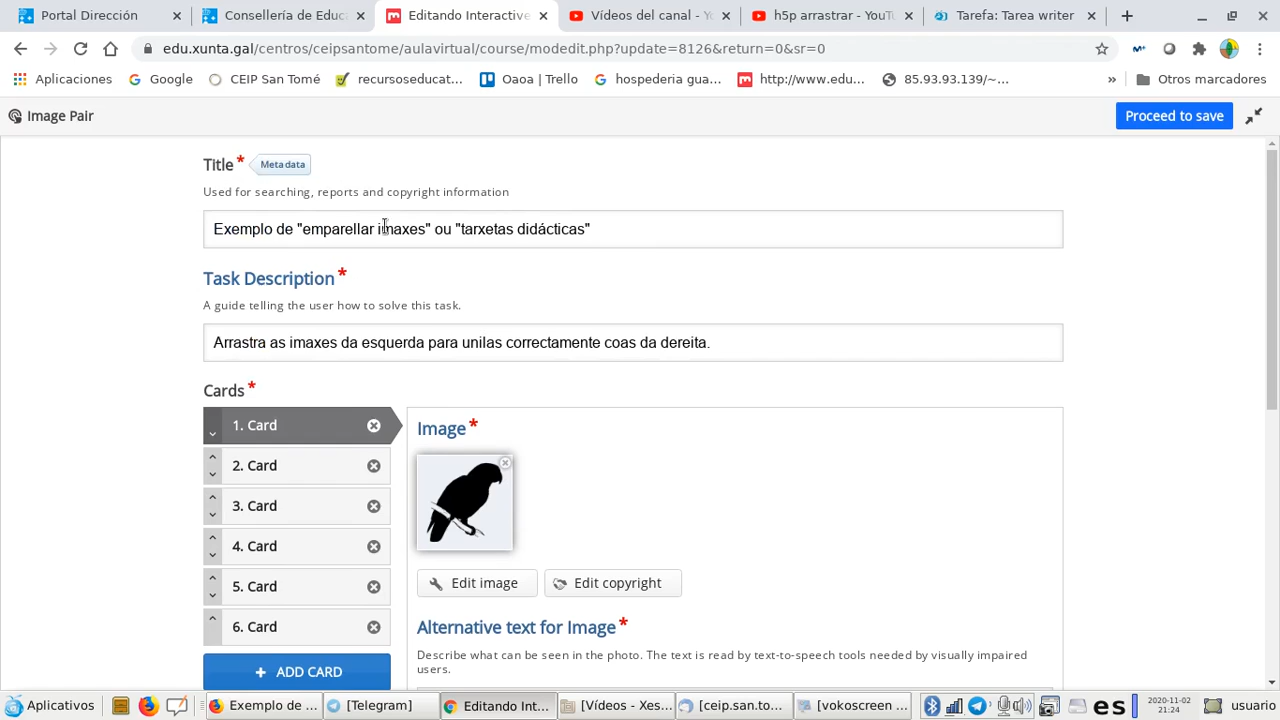 Portal Dirección
Consellería de Educ
Editando Interactive
Vídeos del canal - Yo
h5p arrastrar - YouTu
Tarefa: Tarea writer
edu.xunta.gal/centros/ceipsantome/aulavirtual/course/modedit.php?update=8126&return=0&sr=0
Aplicaciones
Google
CEIP San Tomé
recursoseducat...
Oaoa | Trello
hospederia gua...
http://www.edu...
85.93.93.139/~...
»
Otros marcadores
Image Pair
Proceed to save
Title * Metadata
Used for searching, reports and copyright information
Exemplo de "emparellar imaxes" ou "tarxetas didácticas"
Task Description *
A guide telling the user how to solve this task.
Arrastra as imaxes da esquerda para unilas correctamente coas da dereita.
Cards *
1. Card
2. Card
3. Card
4. Card
5. Card
6. Card
+ ADD CARD
Image *
Edit image
Edit copyright
Alternative text for Image *
Describe what can be seen in the photo. The text is read by text-to-speech tools needed by visually impaired
users.
Aplicativos
Exemplo de ...
[Telegram]
Editando Int...
[Vídeos - Xes...
[ceip.san.to...
[vokoscreen ...
es
2020-11-02
21:24
usuario